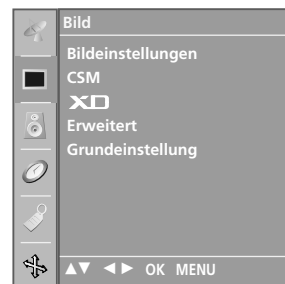 Bild
Bildeinstellungen
CSM
XD
Erweitert
Grundeinstellung
▲▼ ◄► OK MENU